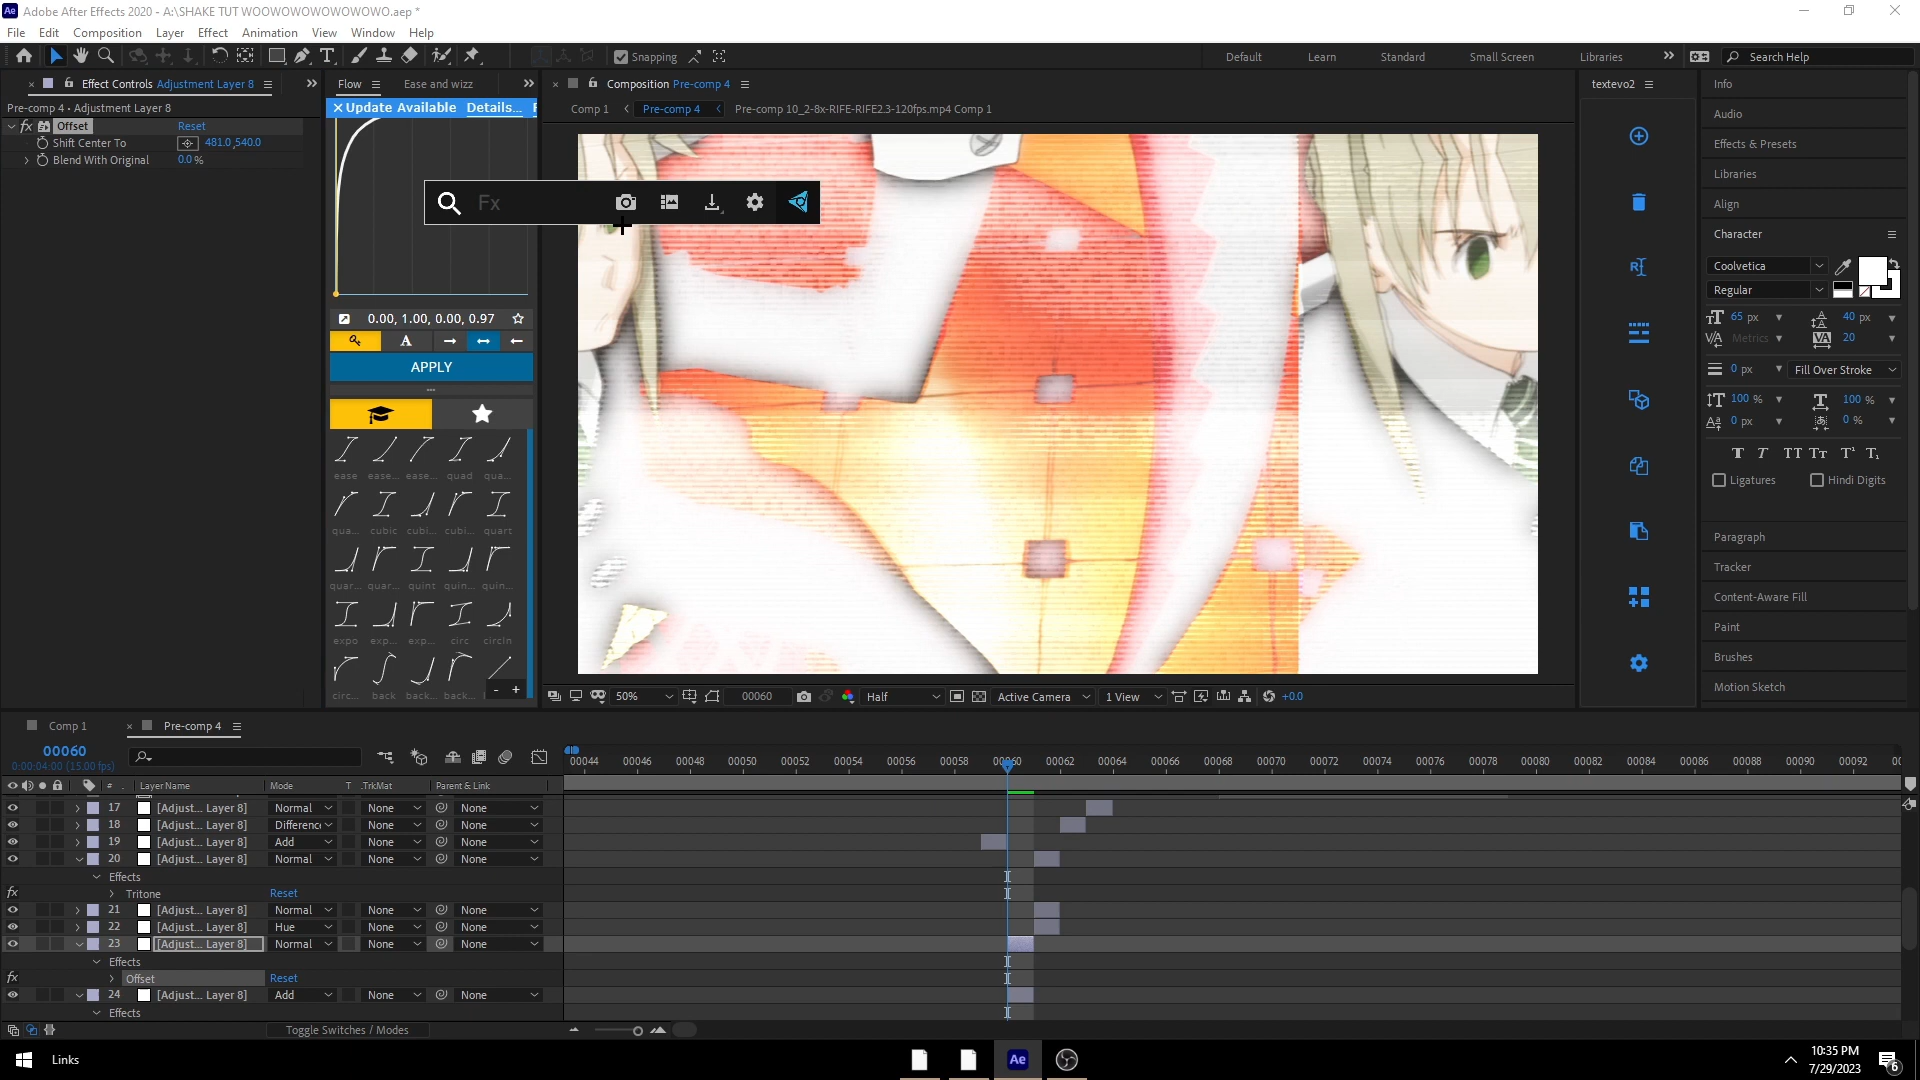 Adobe After Effects 2020 - A:\SHAKE TUT WOOWOWOWOWOWOWO.aep *
File Edit Composition Layer Effect Animation View Window Help
Snapping Default Learn Standard Small Screen Libraries Search Help
Effect Controls Adjustment Layer 8
Pre-comp 4 • Adjustment Layer 8
fx Offset Reset
Shift Center To 481.0,540.0
Blend With Original 0.0 %
Flow Ease and wizz
Update Available Details...
0.00, 1.00, 0.00, 0.97
A
APPLY
ease ease... ease... quad qua...
qua... cubic cubi... cubi... quart
quar... quar... quint quin... quin...
expo exp... exp... circ circIn
circ... back back... back...
- +
Composition Pre-comp 4
Comp 1 Pre-comp 4 Pre-comp 10_2-8x-RIFE-RIFE2.3-120fps.mp4 Comp 1
Fx
50% 00060 Half Active Camera 1 View +0.0
textevo2
Info
Audio
Effects & Presets
Libraries
Align
Character
Coolvetica
Regular
65 px 40 px
Metrics 20
0 px Fill Over Stroke
100 % 100 %
0 px 0 %
T T TT Tt T¹ T₁
Ligatures Hindi Digits
Paragraph
Tracker
Content-Aware Fill
Paint
Brushes
Motion Sketch
Comp 1 Pre-comp 4
00060
0:00:04:00 (15.00 fps)
00044 00046 00048 00050 00052 00054 00056 00058 00060 00062 00064 00066 00068 00070 00072 00074 00076 00078 00080 00082 00084 00086 00088 00090 00092
# Layer Name Mode T .TrkMat Parent & Link
17 [Adjust... Layer 8] Normal None None
18 [Adjust... Layer 8] Difference None None
19 [Adjust... Layer 8] Add None None
20 [Adjust... Layer 8] Normal None None
Effects
fx Tritone Reset
21 [Adjust... Layer 8] Normal None None
22 [Adjust... Layer 8] Hue None None
23 [Adjust... Layer 8] Normal None None
Effects
fx Offset Reset
24 [Adjust... Layer 8] Add None None
Effects
Toggle Switches / Modes
Links
Ae
10:35 PM
7/29/2023
6